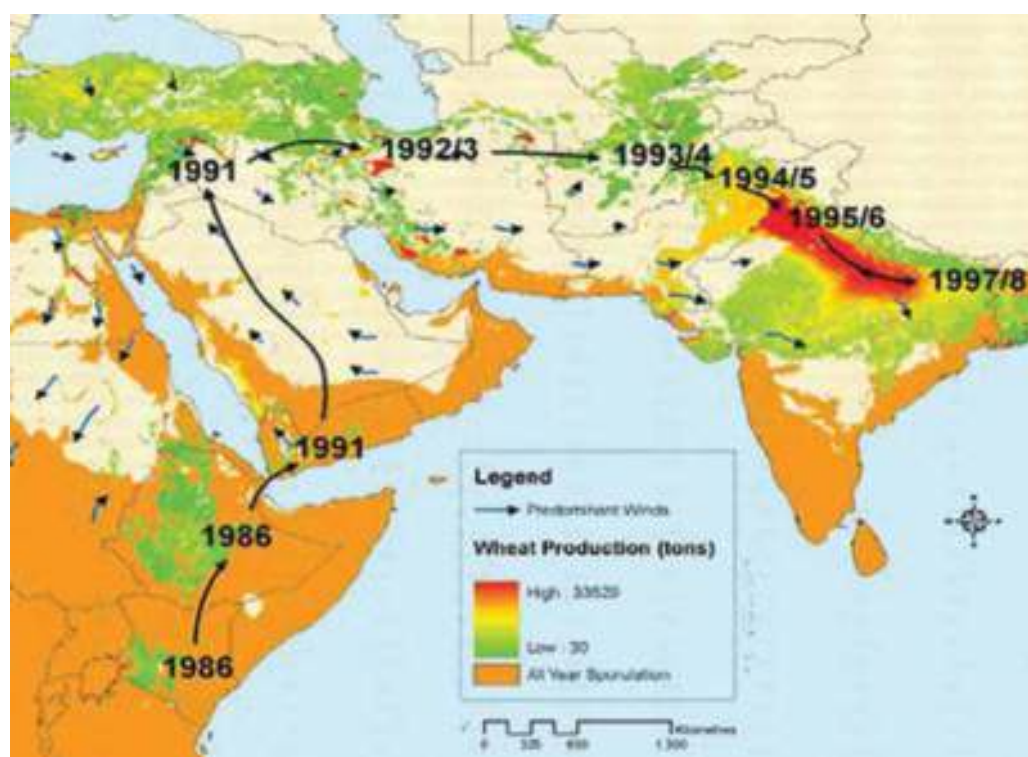 1992/3
1993/4
1991
1994/5
1995/6
1997/8
1991
1986
1986
Legend
Predominant Winds
Wheat Production (tons)
High : 33520
Low : 30
All Year Sporulation
0 325 650 1.300
Kilometres